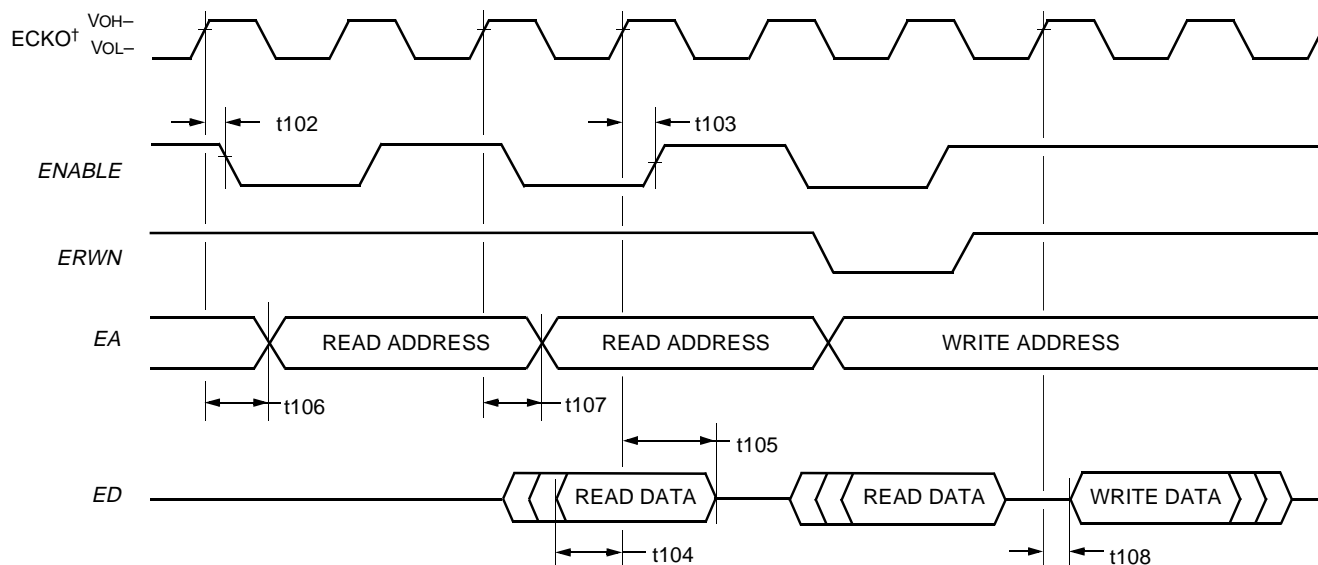 VOH–
ECKO†
VOL–
t102
t103
ENABLE
ERWN
EA
READ ADDRESS
READ ADDRESS
WRITE ADDRESS
t106
t107
t105
ED
READ DATA
READ DATA
WRITE DATA
t104
t108